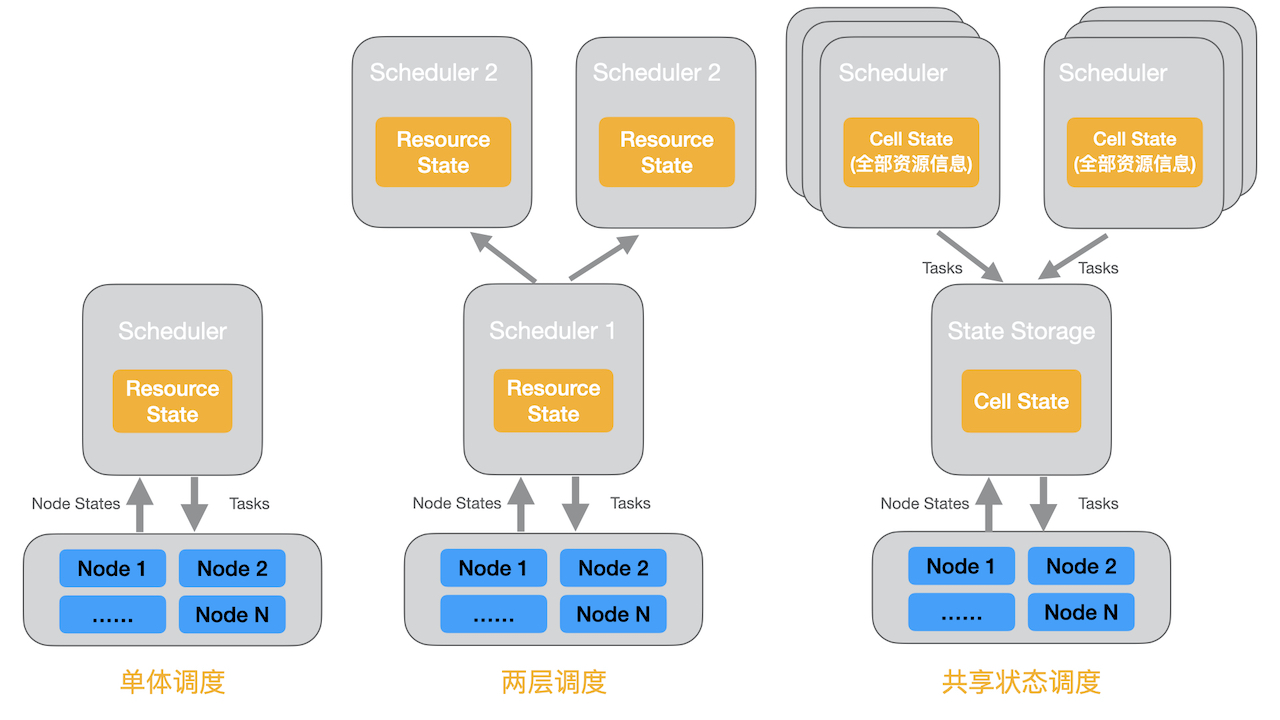 Scheduler
Resource
State
Node States
Tasks
Node 1
Node 2
......
Node N
单体调度
Scheduler 2
Resource
State
Scheduler 2
Resource
State
Scheduler 1
Resource
State
Node States
Tasks
Node 1
Node 2
......
Node N
两层调度
Scheduler
Cell State
(全部资源信息)
Scheduler
Cell State
(全部资源信息)
Tasks
Tasks
State Storage
Cell State
Node States
Tasks
Node 1
Node 2
......
Node N
共享状态调度